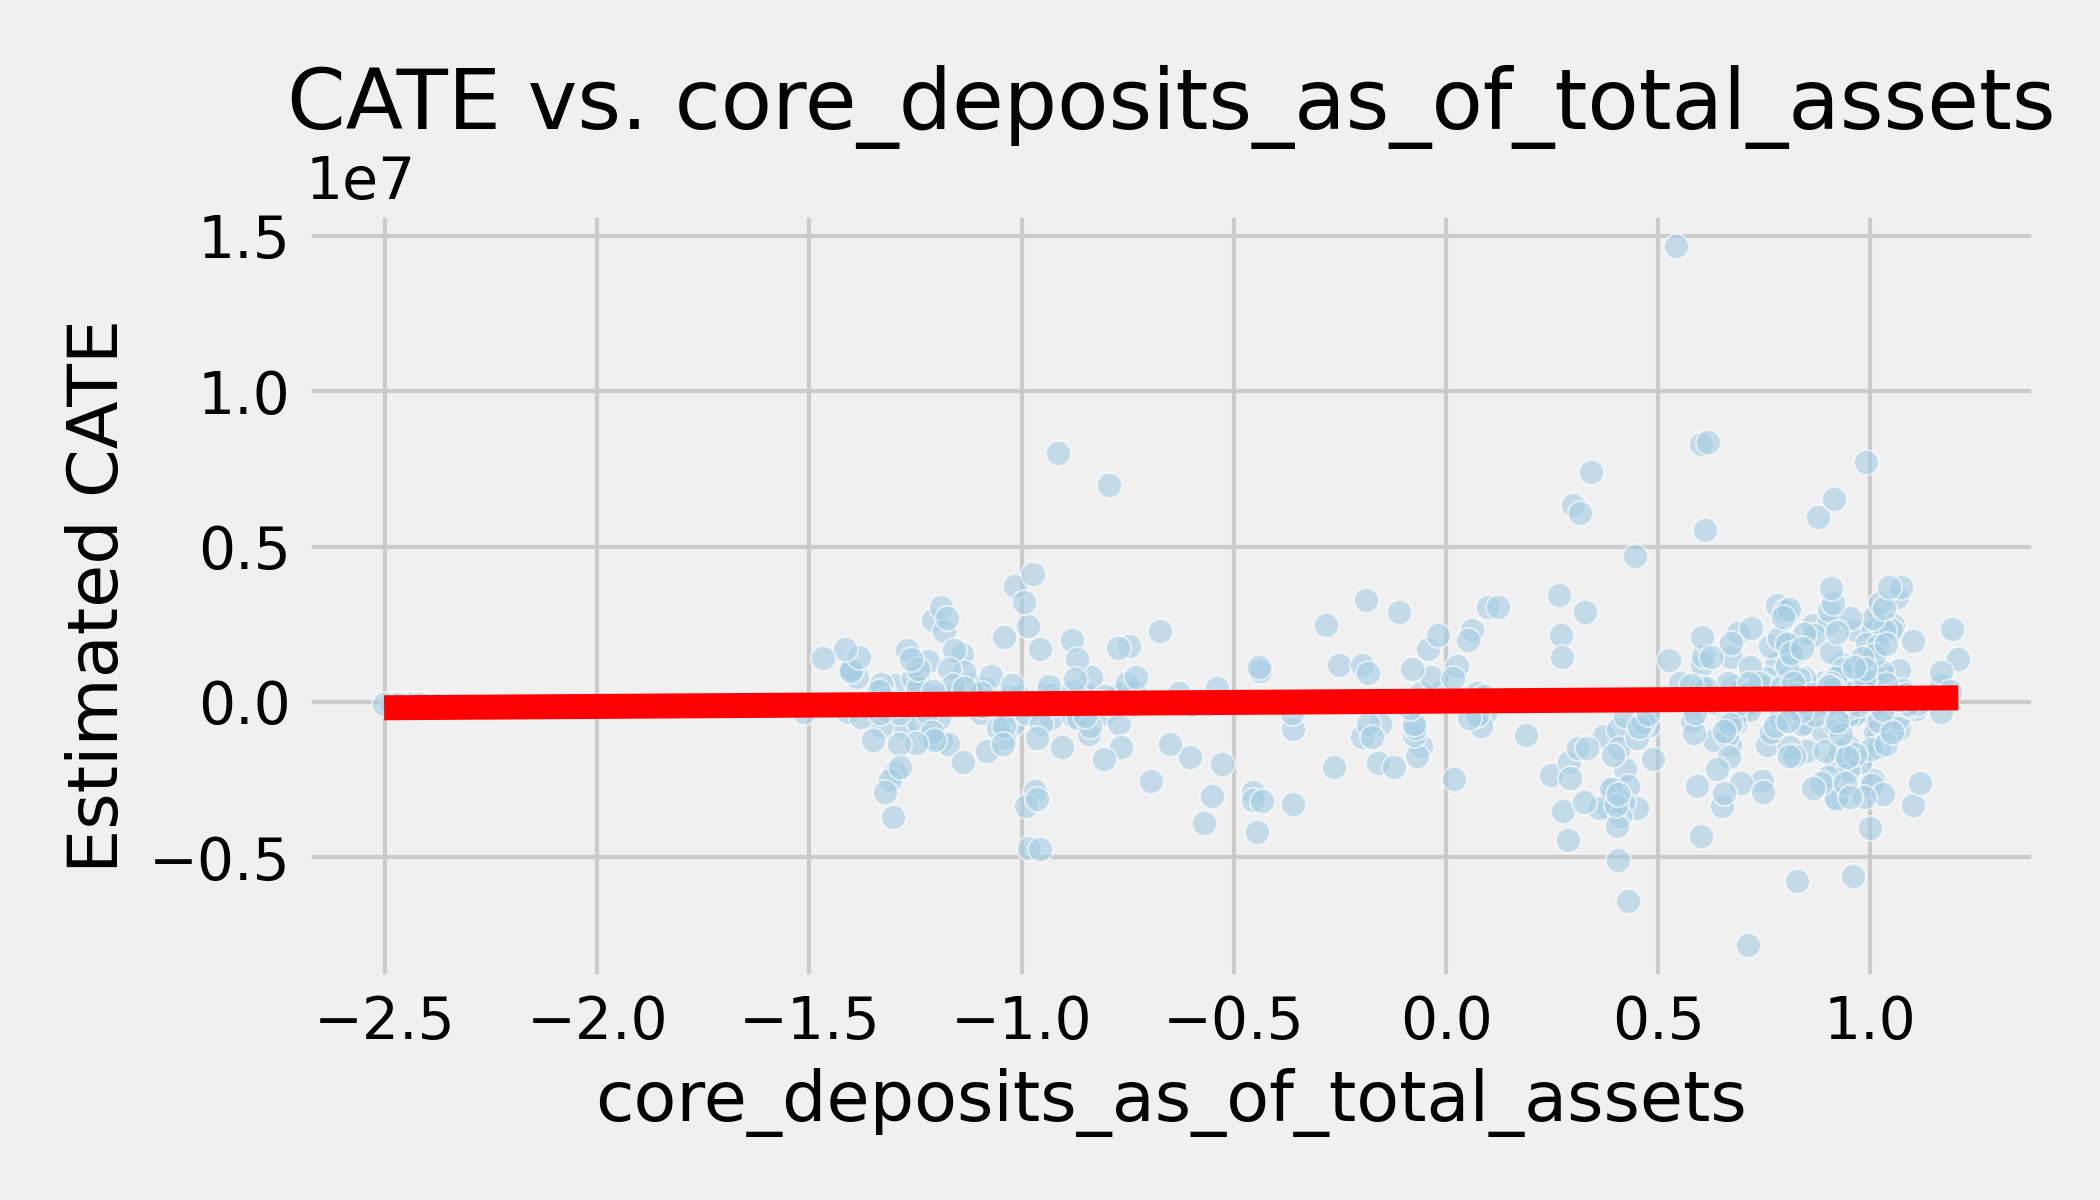 CATE vs. core_deposits_as_of_total_assets
1e7
1.5
1.0
0.5
0.0
−0.5
Estimated CATE
−2.5 −2.0 −1.5 −1.0 −0.5 0.0 0.5 1.0
core_deposits_as_of_total_assets